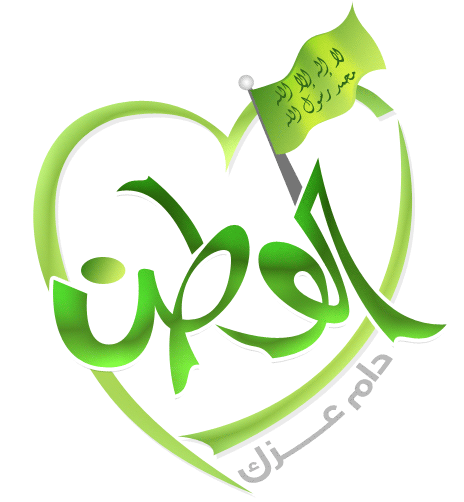 لا إله إلا الله
محمد رسول الله
الوطن
دام عزك